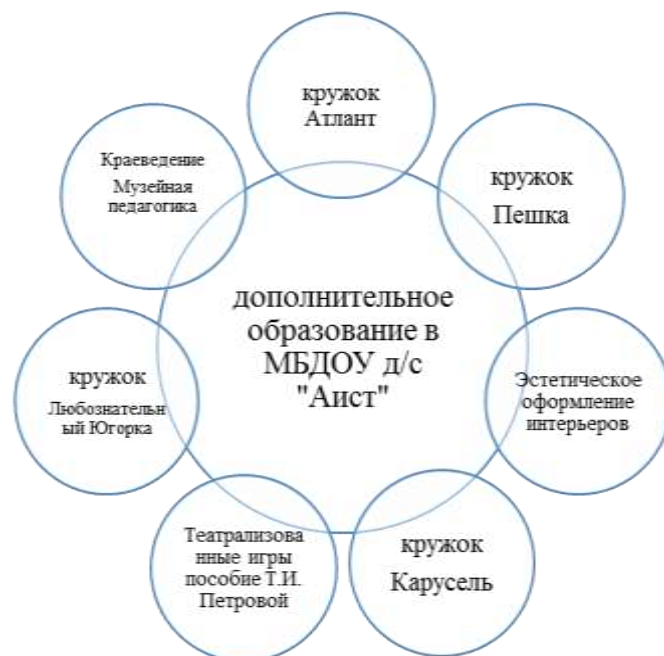 кружок
Атлант
Краеведение
Музейная
педагогика
кружок
Пешка
дополнительное
образование в
МБДОУ д/с
"Аист"
кружок
Любознательн
ый Югорка
Эстетическое
оформление
интерьеров
Театрализова
нные игры
пособие Т.И.
Петровой
кружок
Карусель